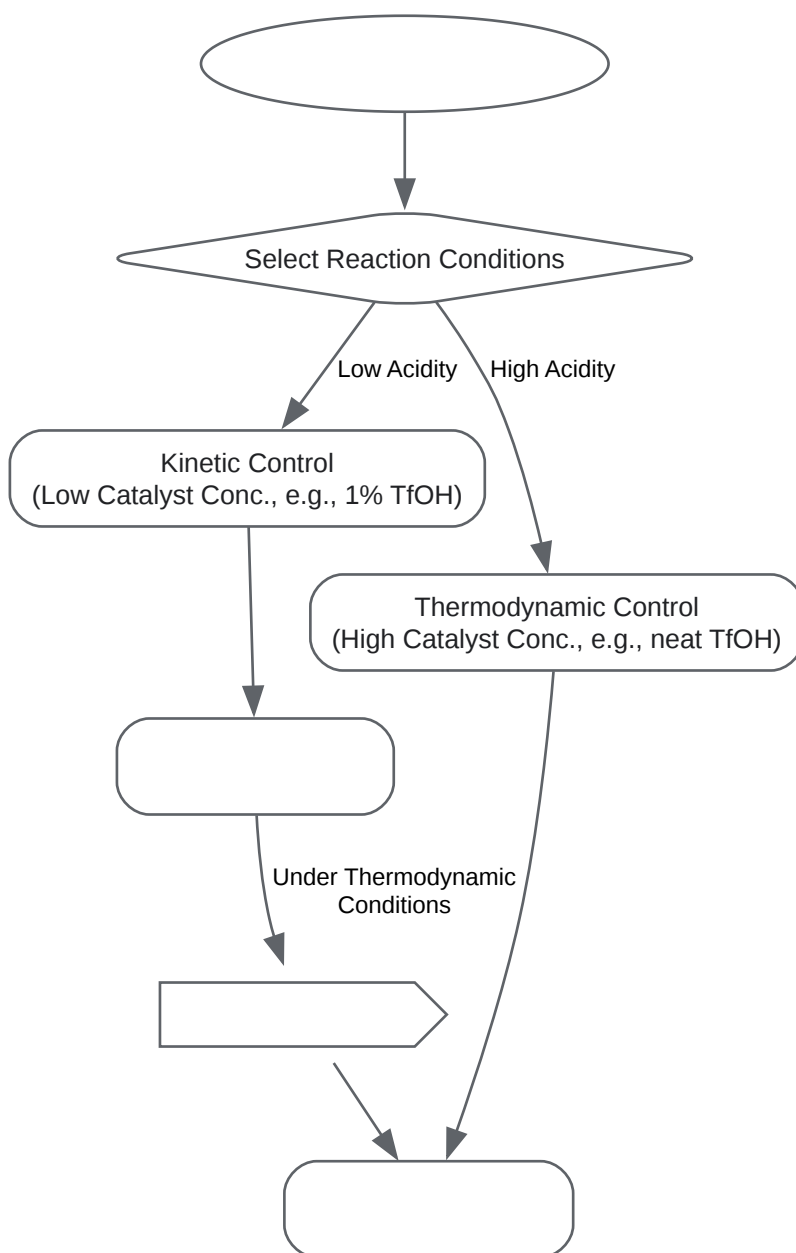 Select Reaction Conditions
Low Acidity
High Acidity
Kinetic Control
(Low Catalyst Conc., e.g., 1% TfOH)
Thermodynamic Control
(High Catalyst Conc., e.g., neat TfOH)
Under Thermodynamic
Conditions